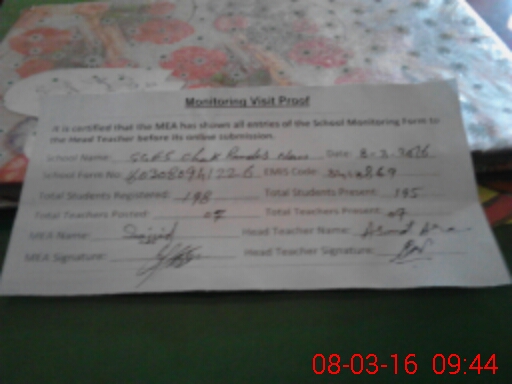 Monitoring Visit Proof
It is certified that the MEA has shown all entries of the School Monitoring Form to
the Head Teacher before its online submission.
School Name: Chak Date: 8-3-2016
School Form No: EMIS Code:
Total Students Registered: 198 Total Students Present: 195
Total Teachers Posted: 07 Total Teachers Present: 07
MEA Name: Sajjid Head Teacher Name:
MEA Signature: Head Teacher Signature:
08-03-16 09:44